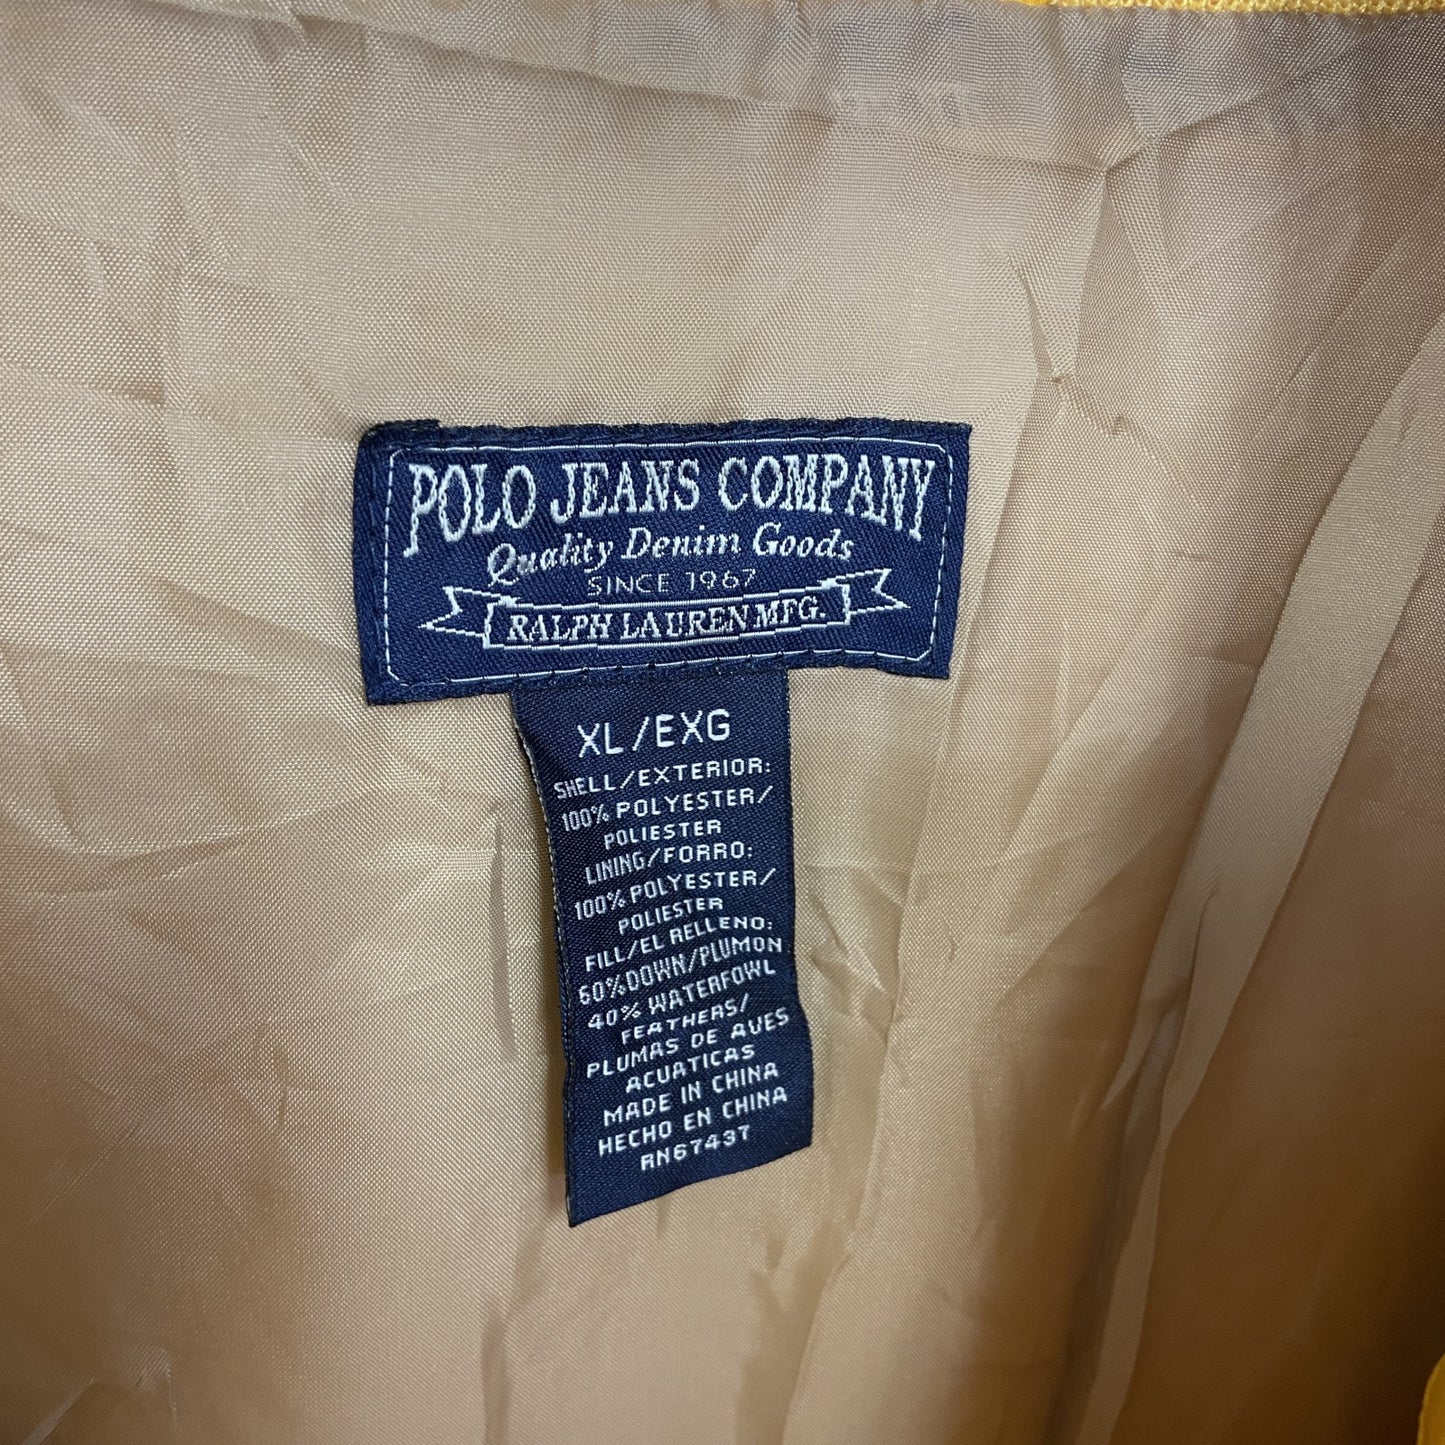 POLO JEANS COMPANY
Quality Denim Goods
SINCE 1967
RALPH LAUREN MFG.
XL/EXG
SHELL/EXTERIOR:
100% POLYESTER/
POLIESTER
LINING/FORRO:
100% POLYESTER/
POLIESTER
FILL/EL RELLENO:
60%DOWN/PLUMON
40% WATERFOWL
FEATHERS/
PLUMAS DE AVES
ACUATICAS
MADE IN CHINA
HECHO EN CHINA
RN67437